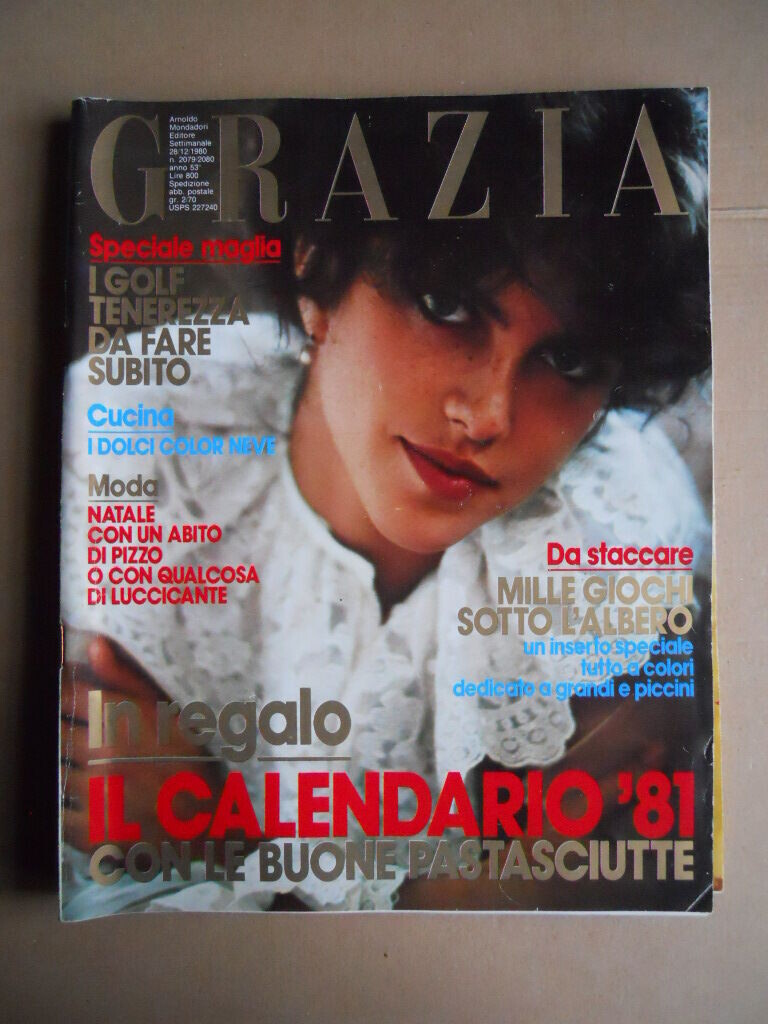 GRAZIA
Arnoldo
Mondadori
Editore
Settimanale
28/12/1980
n. 2079-2080
anno 53°
Lire 800
Spedizione
abb. postale
gr. 2/70
USPS 227240
Speciale maglia
I GOLF
TENEREZZA
DA FARE
SUBITO
Cucina
I DOLCI COLOR NEVE
Moda
NATALE
CON UN ABITO
DI PIZZO
O CON QUALCOSA
DI LUCCICANTE
Da staccare
MILLE GIOCHI
SOTTO L'ALBERO
un inserto speciale
tutto a colori
dedicato a grandi e piccini
In regalo
IL CALENDARIO '81
CON LE BUONE PASTASCIUTTE